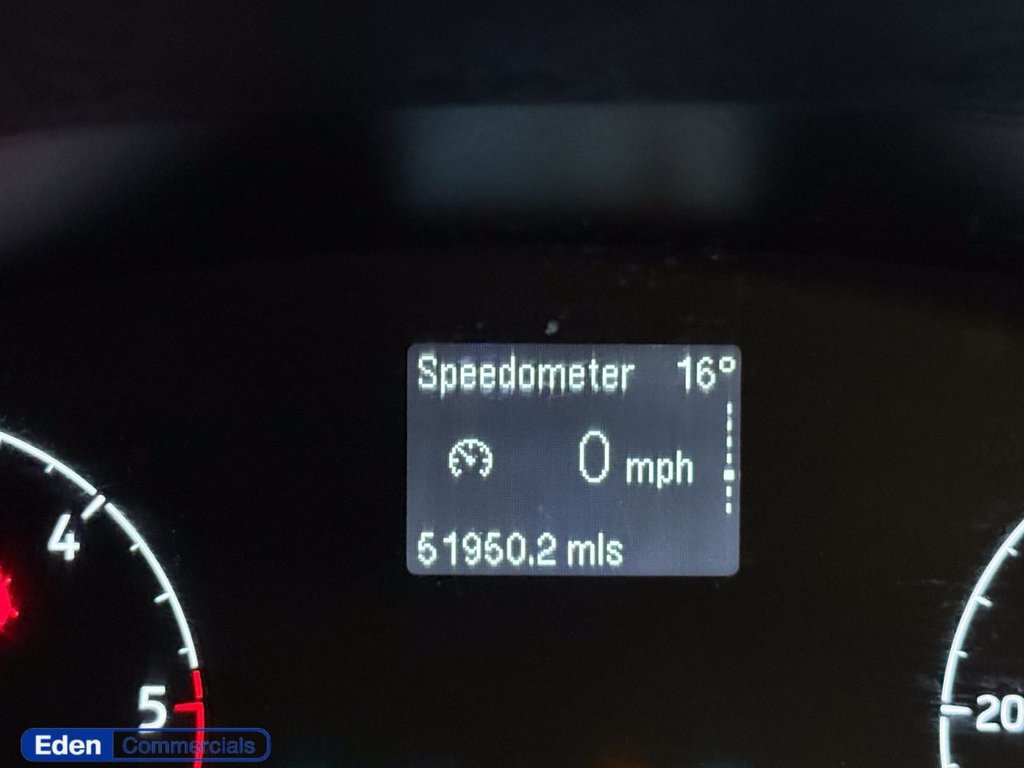 Speedometer 16°
0 mph
51950.2 mls
4
5
20
Eden Commercials